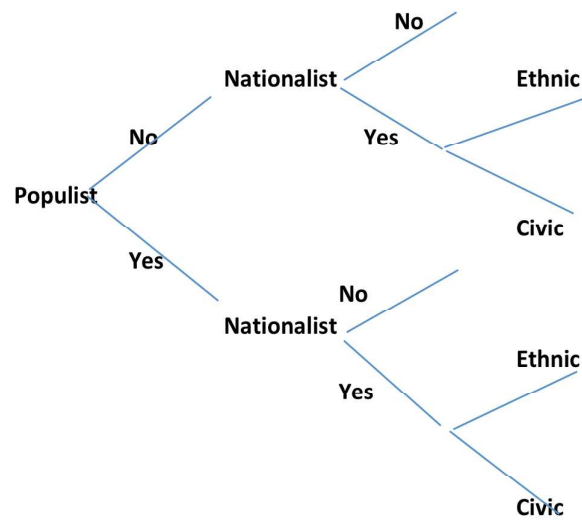 No
Nationalist
Ethnic
No
Yes
Populist
Civic
Yes
No
Nationalist
Ethnic
Yes
Civic